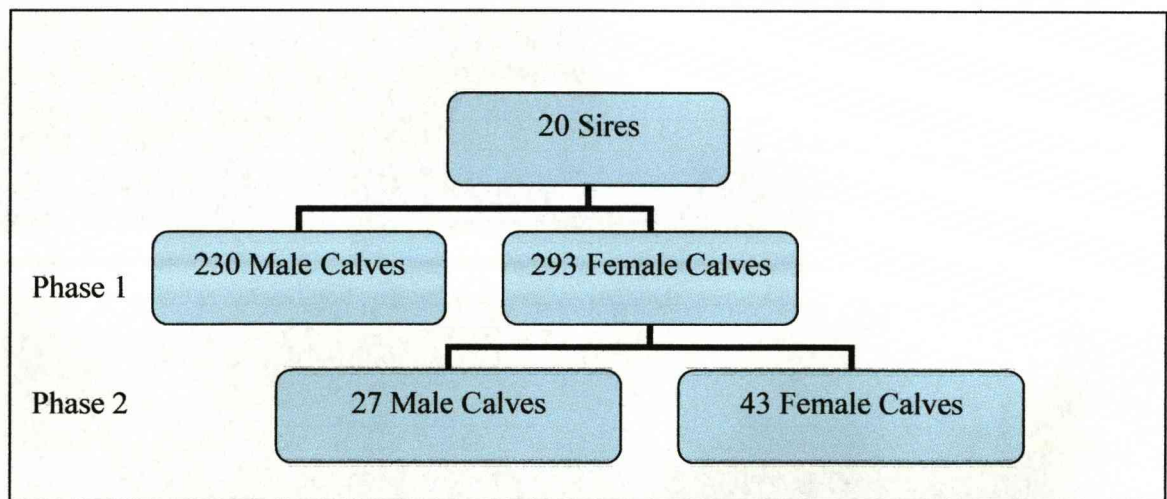 20 Sires
230 Male Calves
293 Female Calves
Phase 1
Phase 2
27 Male Calves
43 Female Calves